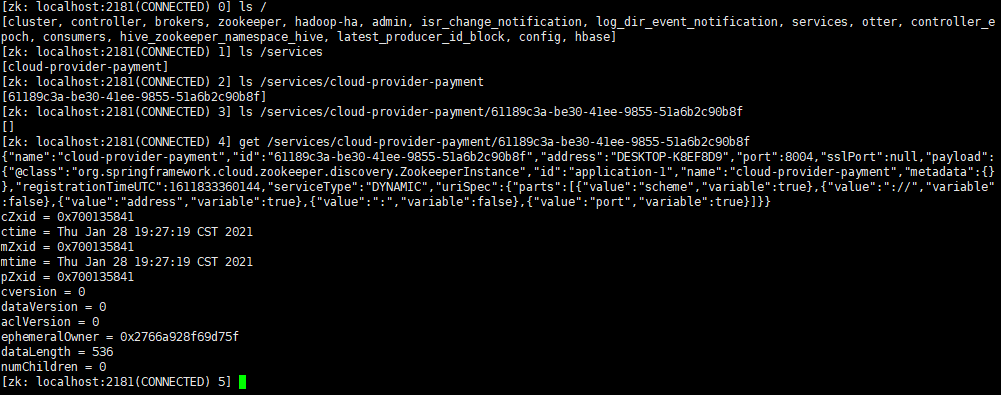 [zk: localhost:2181(CONNECTED) 0] ls /
[cluster, controller, brokers, zookeeper, hadoop-ha, admin, isr_change_notification, log_dir_event_notification, services, otter, controller_e
poch, consumers, hive_zookeeper_namespace_hive, latest_producer_id_block, config, hbase]
[zk: localhost:2181(CONNECTED) 1] ls /services
[cloud-provider-payment]
[zk: localhost:2181(CONNECTED) 2] ls /services/cloud-provider-payment
[61189c3a-be30-41ee-9855-51a6b2c90b8f]
[zk: localhost:2181(CONNECTED) 3] ls /services/cloud-provider-payment/61189c3a-be30-41ee-9855-51a6b2c90b8f
[]
[zk: localhost:2181(CONNECTED) 4] get /services/cloud-provider-payment/61189c3a-be30-41ee-9855-51a6b2c90b8f
{"name":"cloud-provider-payment","id":"61189c3a-be30-41ee-9855-51a6b2c90b8f","address":"DESKTOP-K8EF8D9","port":8004,"sslPort":null,"payload":
{"@class":"org.springframework.cloud.zookeeper.discovery.ZookeeperInstance","id":"application-1","name":"cloud-provider-payment","metadata":{}
},"registrationTimeUTC":1611833360144,"serviceType":"DYNAMIC","uriSpec":{"parts":[{"value":"scheme","variable":true},{"value":"://","variable"
:false},{"value":"address","variable":true},{"value":":","variable":false},{"value":"port","variable":true}]}}
cZxid = 0x700135841
ctime = Thu Jan 28 19:27:19 CST 2021
mZxid = 0x700135841
mtime = Thu Jan 28 19:27:19 CST 2021
pZxid = 0x700135841
cversion = 0
dataVersion = 0
aclVersion = 0
ephemeralOwner = 0x2766a928f69d75f
dataLength = 536
numChildren = 0
[zk: localhost:2181(CONNECTED) 5]